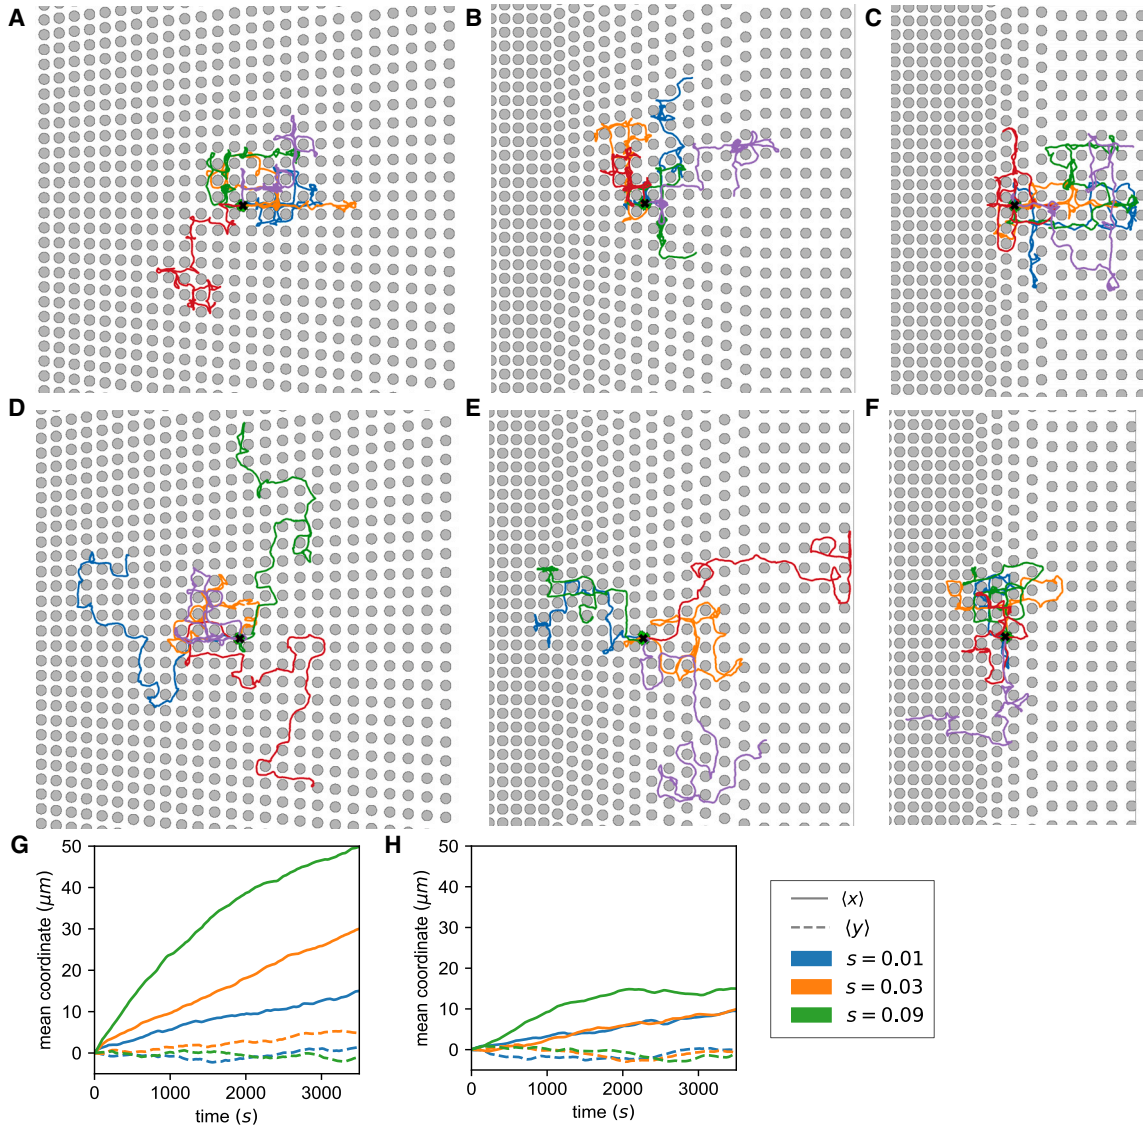 A
B
C
D
E
F
G
H
50
40
30
20
10
0
mean coordinate (μm)
0
1000
2000
3000
time (s)
50
40
30
20
10
0
mean coordinate (μm)
0
1000
2000
3000
time (s)
⟨x⟩
⟨y⟩
s = 0.01
s = 0.03
s = 0.09